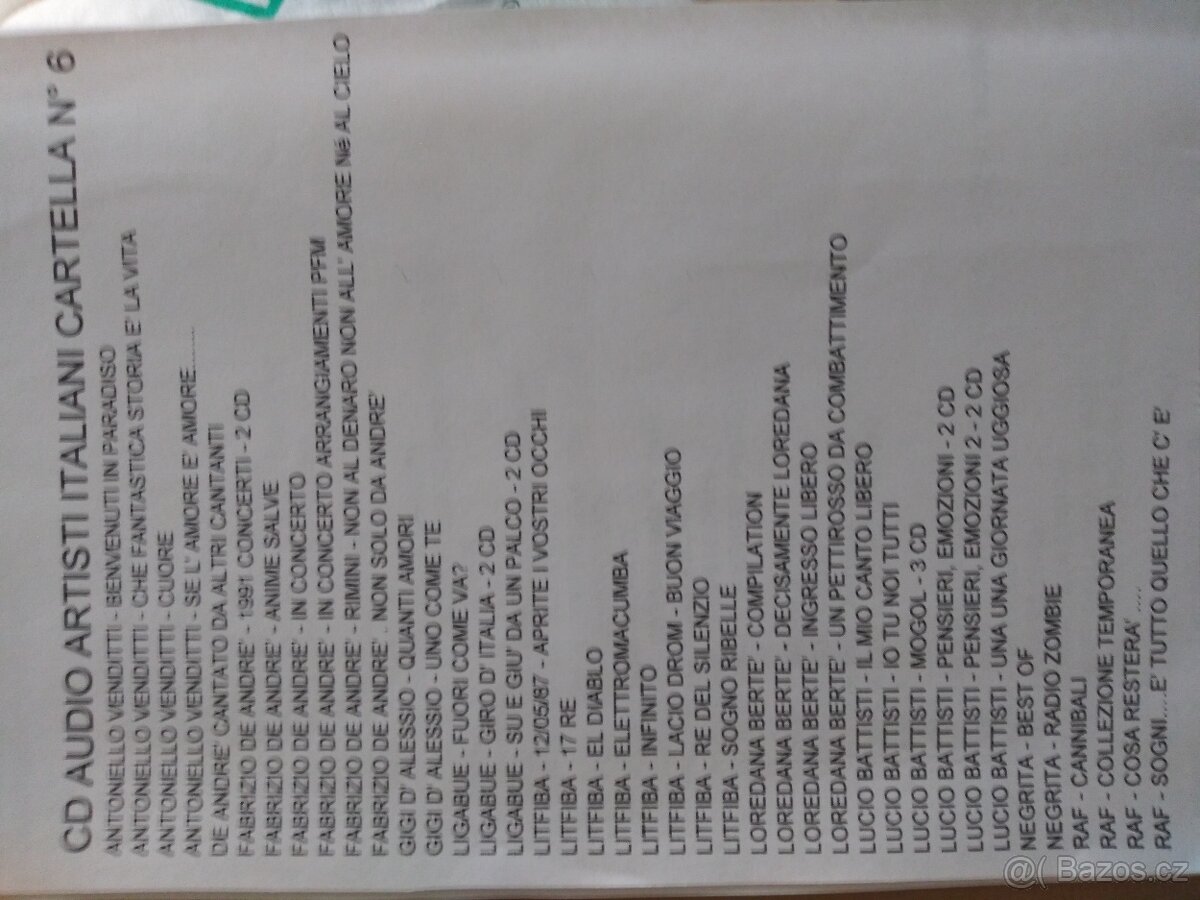 CD AUDIO ARTISTI ITALIANI CARTELLA N° 6
ANTONELLO VENDITTI - BENVENUTI IN PARADISO
ANTONELLO VENDITTI - CHE FANTASTICA STORIA E' LA VITA
ANTONELLO VENDITTI - CUORE
ANTONELLO VENDITTI - SE L' AMORE E' AMORE.........
DE ANDRE' CANTATO DA ALTRI CANTANTI
FABRIZIO DE ANDRE' - 1991 CONCERTI - 2 CD
FABRIZIO DE ANDRE' - ANIME SALVE
FABRIZIO DE ANDRE' - IN CONCERTO
FABRIZIO DE ANDRE' - IN CONCERTO ARRANGIAMENTI PFM
FABRIZIO DE ANDRE' - RIMINI - NON AL DENARO NON ALL' AMORE Nié AL CIELO
FABRIZIO DE ANDRE' . NON SOLO DA ANDRE'
GIGI D' ALESSIO - QUANTI AMORI
GIGI D' ALESSIO - UNO COME TE
LIGABUE - FUORI COME VA?
LIGABUE - GIRO D' ITALIA - 2 CD
LIGABUE - SU E GIU' DA UN PALCO - 2 CD
LITFIBA - 12/05/87 - APRITE I VOSTRI OCCHI
LITFIBA - 17 RE
LITFIBA - EL DIABLO
LITFIBA - ELETTROMACUMBA
LITFIBA - INFINITO
LITFIBA - LACIO DROM - BUON VIAGGIO
LITFIBA - RE DEL SILENZIO
LITFIBA - SOGNO RIBELLE
LOREDANA BERTE' - COMPILATION
LOREDANA BERTE' - DECISAMENTE LOREDANA
LOREDANA BERTE' - INGRESSO LIBERO
LOREDANA BERTE' - UN PETTIROSSO DA COMBATTIMENTO
LUCIO BATTISTI - IL MIO CANTO LIBERO
LUCIO BATTISTI - IO TU NOI TUTTI
LUCIO BATTISTI - MOGOL - 3 CD
LUCIO BATTISTI - PENSIERI, EMOZIONI - 2 CD
LUCIO BATTISTI - PENSIERI, EMOZIONI 2 - 2 CD
LUCIO BATTISTI - UNA UNA GIORNATA UGGIOSA
NEGRITA - BEST OF
NEGRITA - RADIO ZOMBIE
RAF - CANNIBALI
RAF - COLLEZIONE TEMPORANEA
RAF - COSA RESTERA'.....
RAF - SOGNI....E' TUTTO QUELLO CHE C' E'
@( Bazos.cz